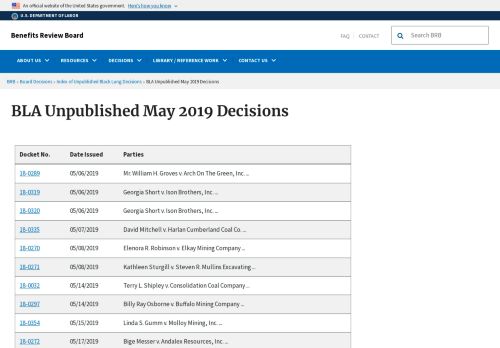 An official website of the United States government. Here's how you know
U.S. DEPARTMENT OF LABOR
Benefits Review Board
FAQ CONTACT
Search BRB
ABOUT US RESOURCES DECISIONS LIBRARY / REFERENCE WORK CONTACT US
BRB › Board Decisions › Index of Unpublished Black Lung Decisions › BLA Unpublished May 2019 Decisions
BLA Unpublished May 2019 Decisions
Docket No. Date Issued Parties
18-0289 05/06/2019 Mr. William H. Groves v. Arch On The Green, Inc. ...
18-0319 05/06/2019 Georgia Short v. Ison Brothers, Inc. ...
18-0320 05/06/2019 Georgia Short v. Ison Brothers, Inc. ...
18-0335 05/07/2019 David Mitchell v. Harlan Cumberland Coal Co. ...
18-0270 05/08/2019 Elenora R. Robinson v. Elkay Mining Company ...
18-0271 05/08/2019 Kathleen Sturgill v. Steven R. Mullins Excavating ...
18-0032 05/14/2019 Terry L. Shipley v. Consolidation Coal Company ...
18-0297 05/14/2019 Billy Ray Osborne v. Buffalo Mining Company ...
18-0354 05/15/2019 Linda S. Gumm v. Molloy Mining, Inc. ...
18-0272 05/17/2019 Bige Messer v. Andalex Resources, Inc. ...